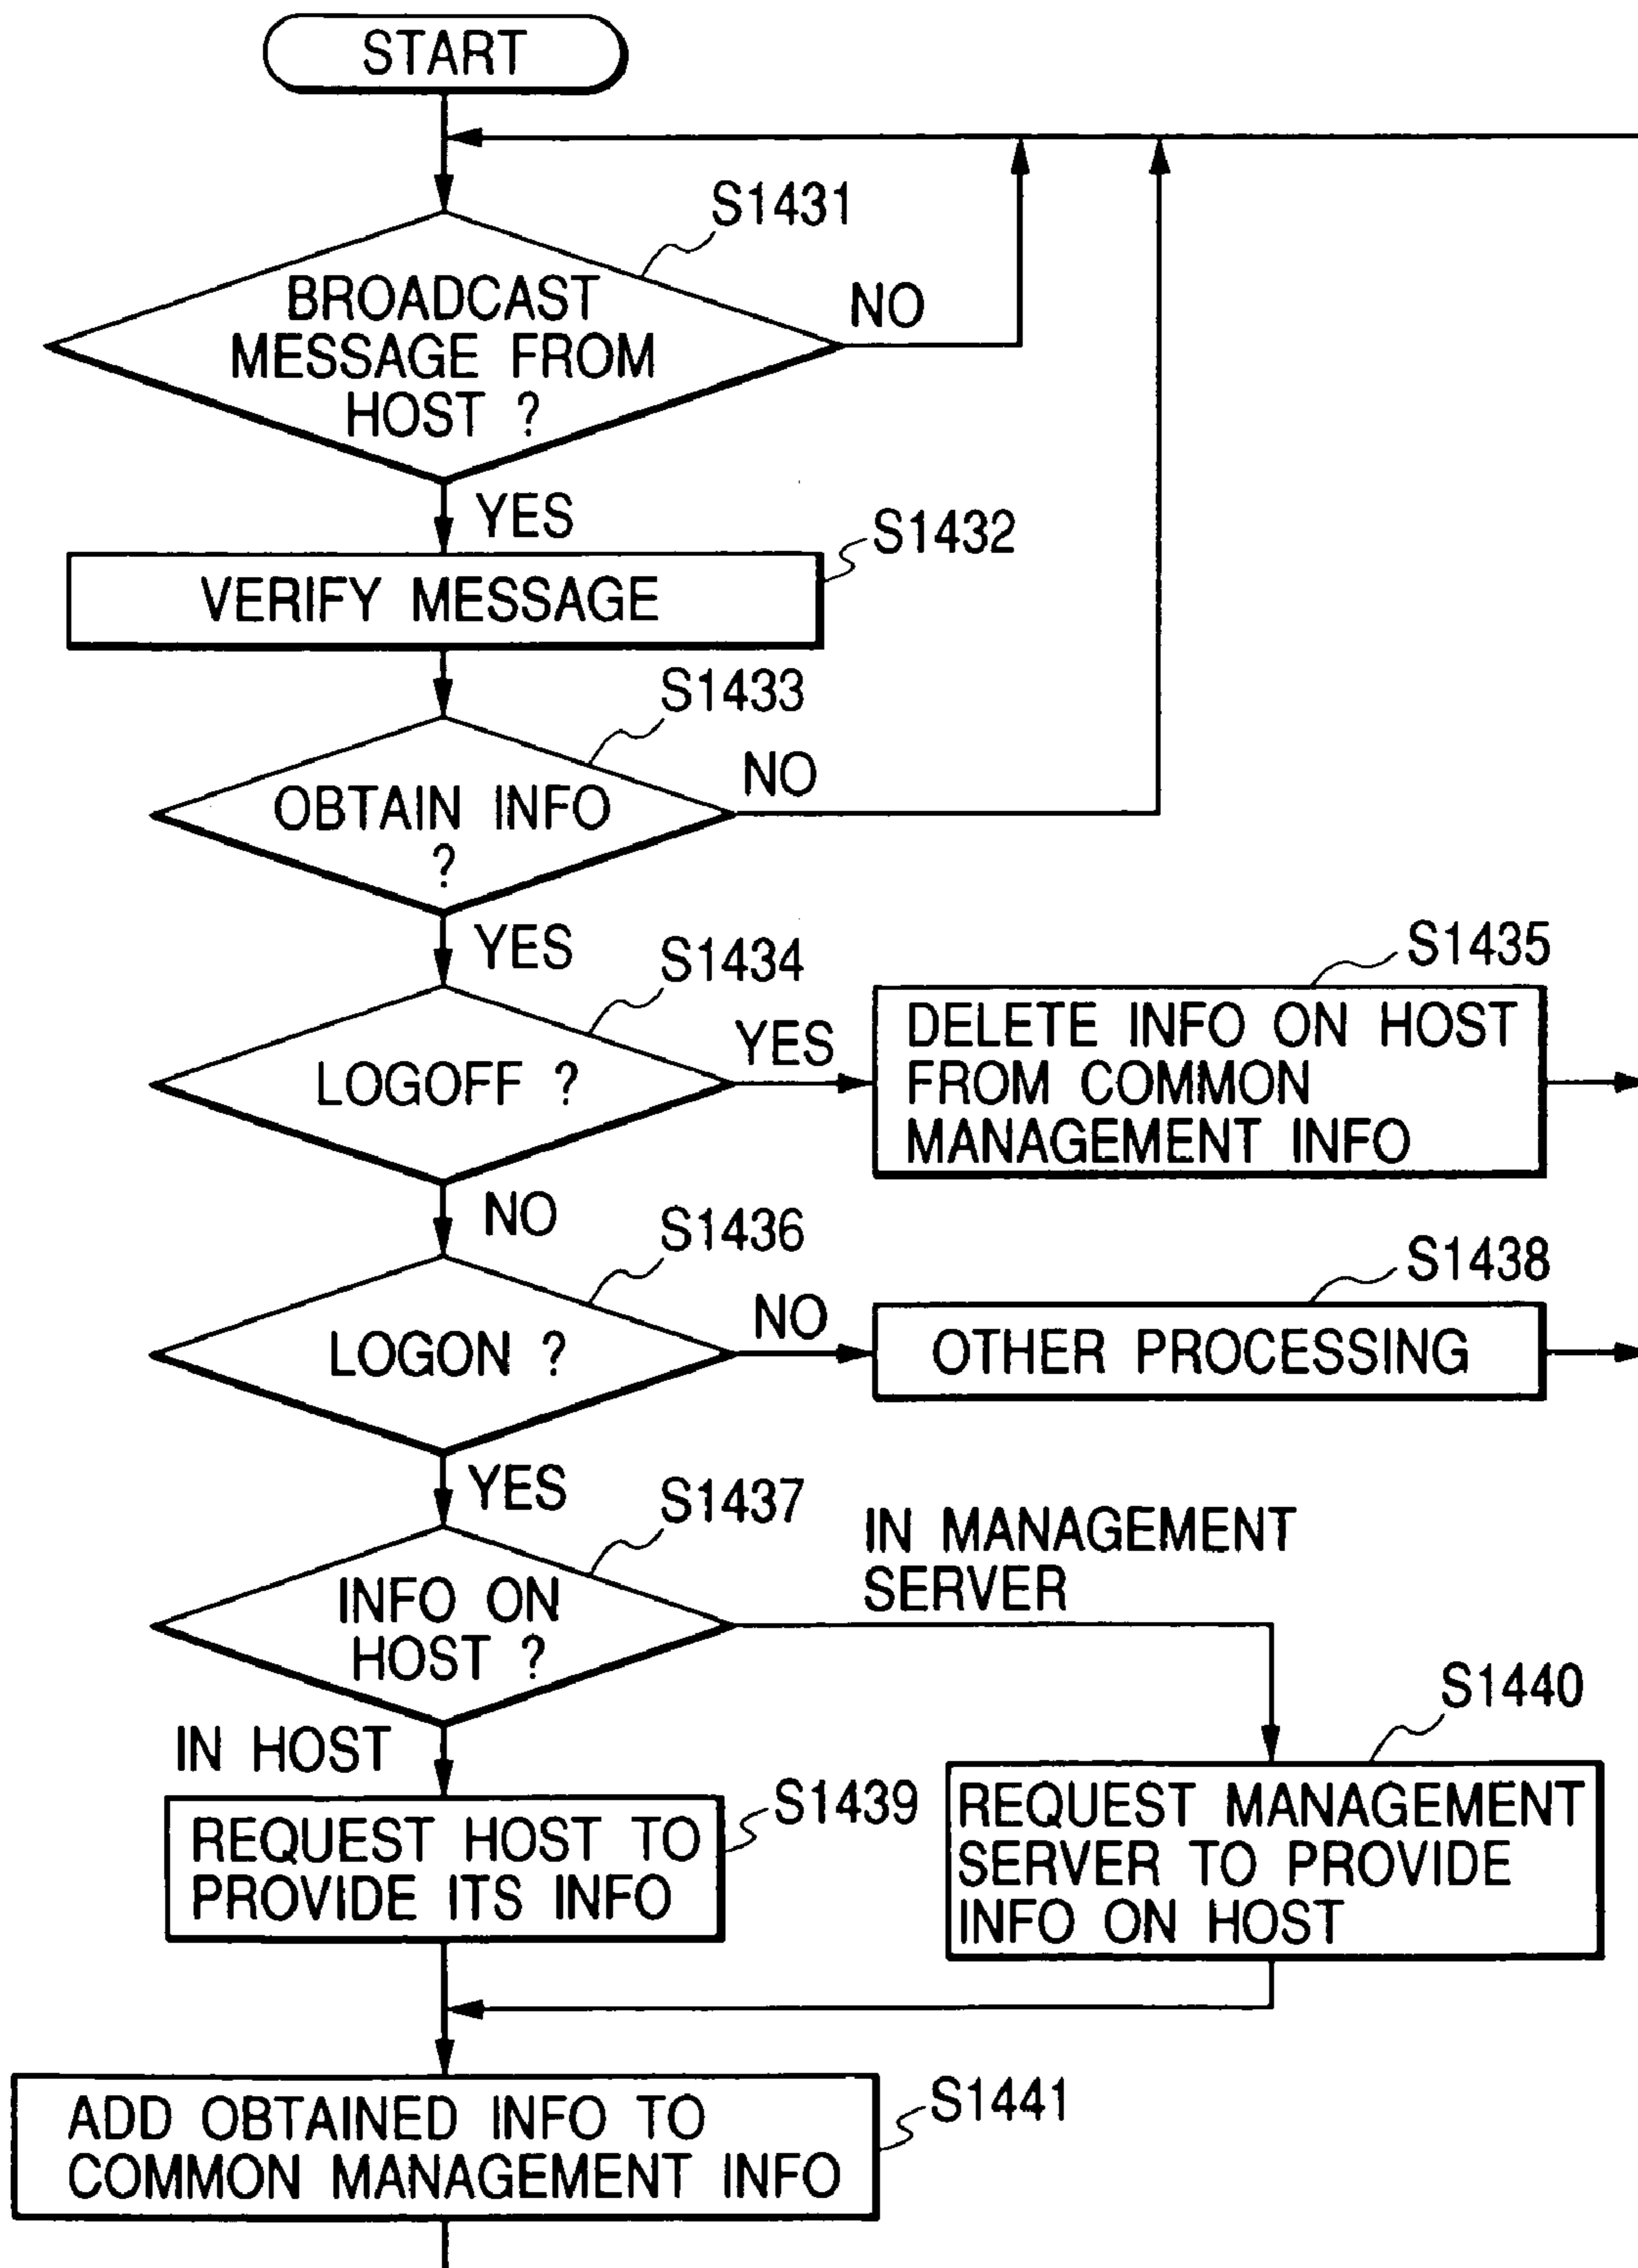 START
S1431
BROADCAST
MESSAGE FROM
HOST ?
NO
YES
S1432
VERIFY MESSAGE
S1433
OBTAIN INFO
?
NO
YES
S1434
LOGOFF ?
YES
S1435
DELETE INFO ON HOST
FROM COMMON
MANAGEMENT INFO
NO
S1436
LOGON ?
NO
S1438
OTHER PROCESSING
YES
S1437
INFO ON
HOST ?
IN MANAGEMENT
SERVER
IN HOST
S1439
REQUEST HOST TO
PROVIDE ITS INFO
S1440
REQUEST MANAGEMENT
SERVER TO PROVIDE
INFO ON HOST
S1441
ADD OBTAINED INFO TO
COMMON MANAGEMENT INFO